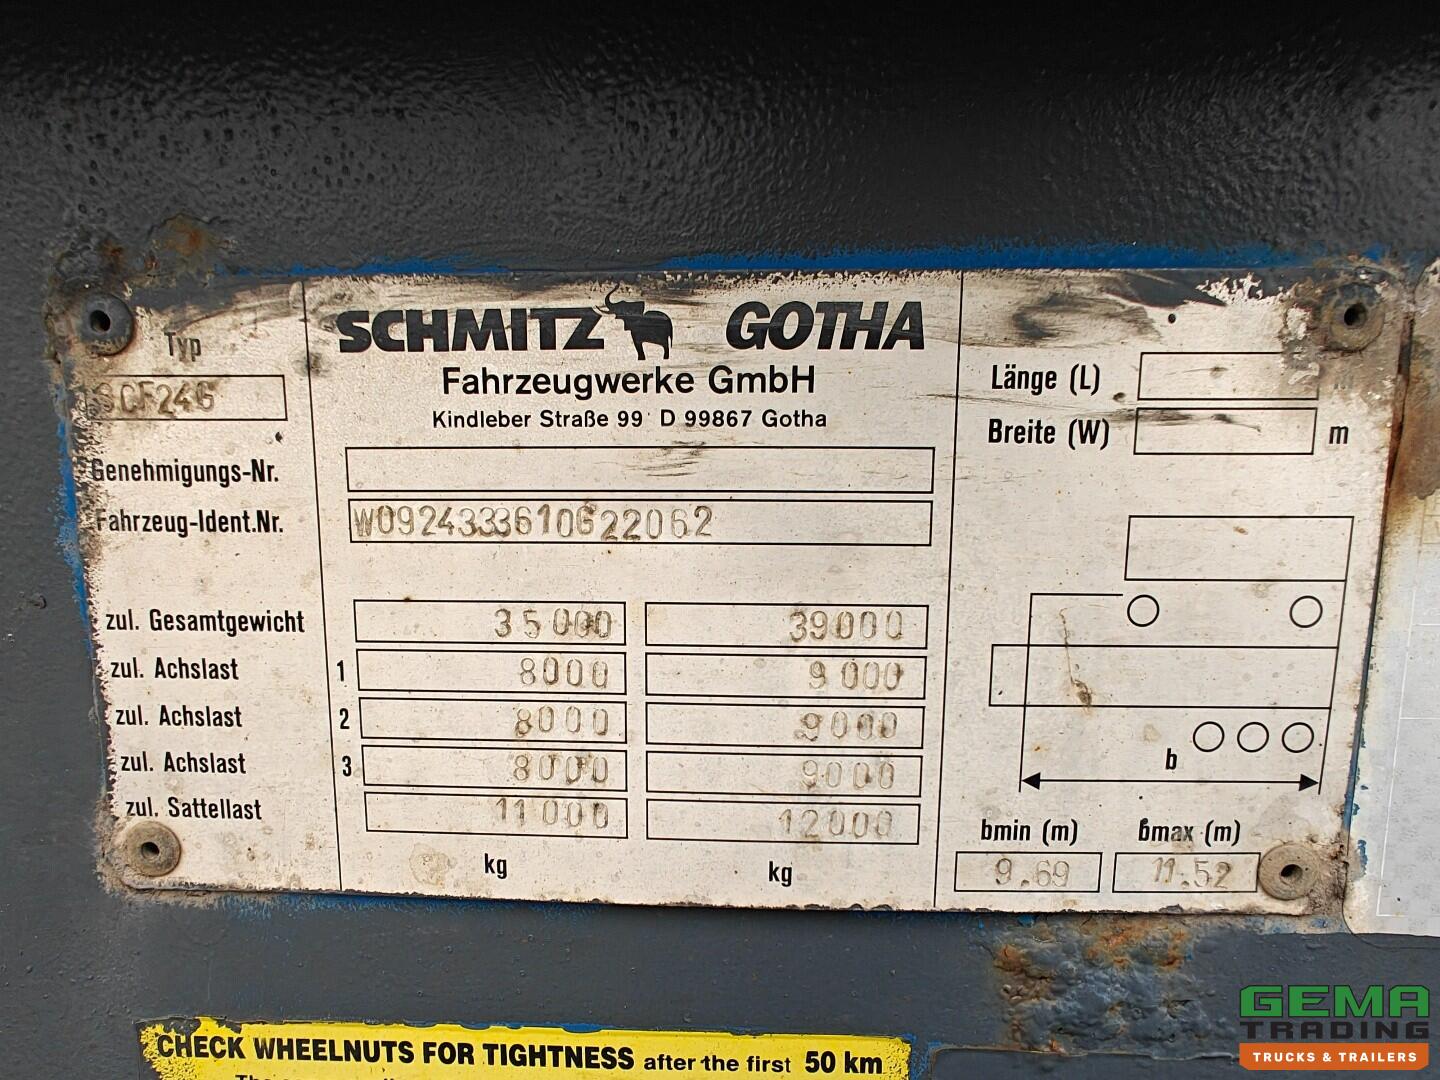 Typ
SCF24G
SCHMITZ GOTHA
Fahrzeugwerke GmbH
Kindleber Straße 99 D 99867 Gotha
Länge (L) m
Breite (W) m
Genehmigungs-Nr.
Fahrzeug-Ident.Nr. W0924333610G22062
zul. Gesamtgewicht 35000 39000
zul. Achslast 1 8000 9000
zul. Achslast 2 8000 9000
zul. Achslast 3 8000 9000
zul. Sattellast 11000 12000
kg kg
b
bmin (m) bmax (m)
9.69 11.52
CHECK WHEELNUTS FOR TIGHTNESS after the first 50 km
GEMA
TRADING
TRUCKS & TRAILERS